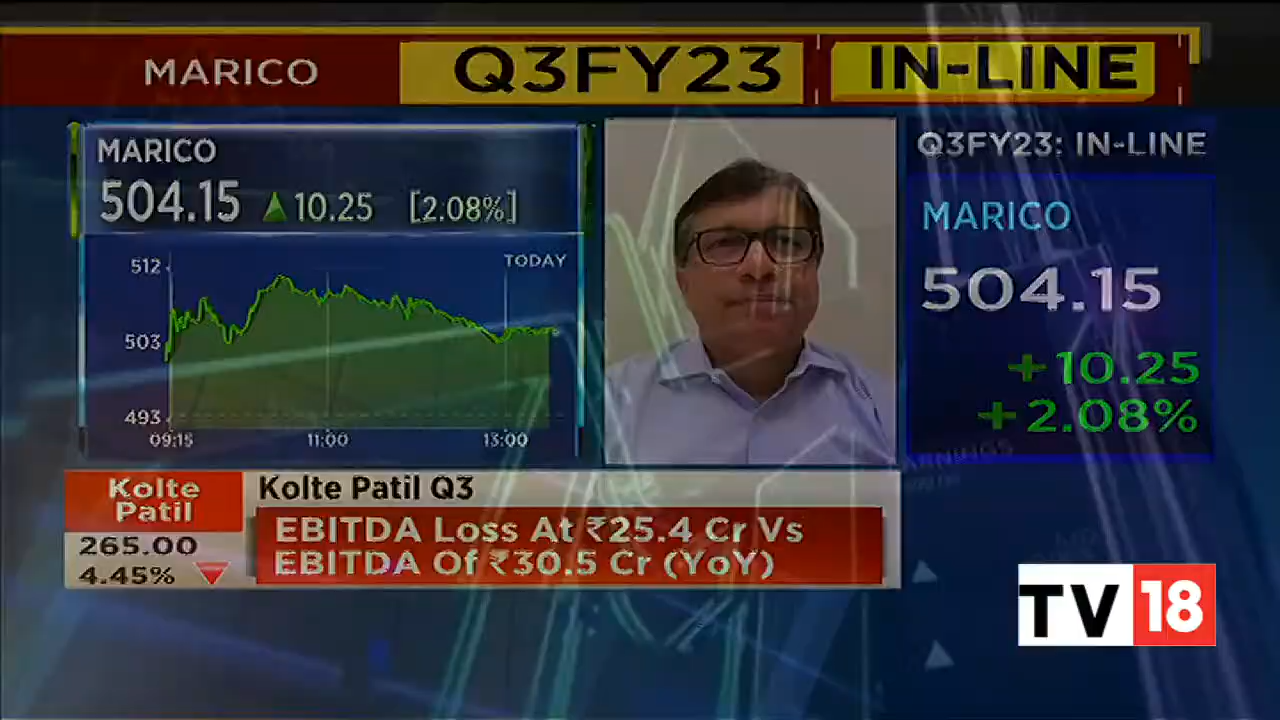 MARICO
Q3FY23
IN-LINE
MARICO
504.15 ▲ 10.25 [2.08%]
TODAY
512
503
493
09:15 11:00 13:00
Q3FY23: IN-LINE
MARICO
504.15
+10.25
+2.08%
Kolte
Patil
265.00
4.45% ▼
Kolte Patil Q3
EBITDA Loss At ₹25.4 Cr Vs
EBITDA Of ₹30.5 Cr (YoY)
TV18